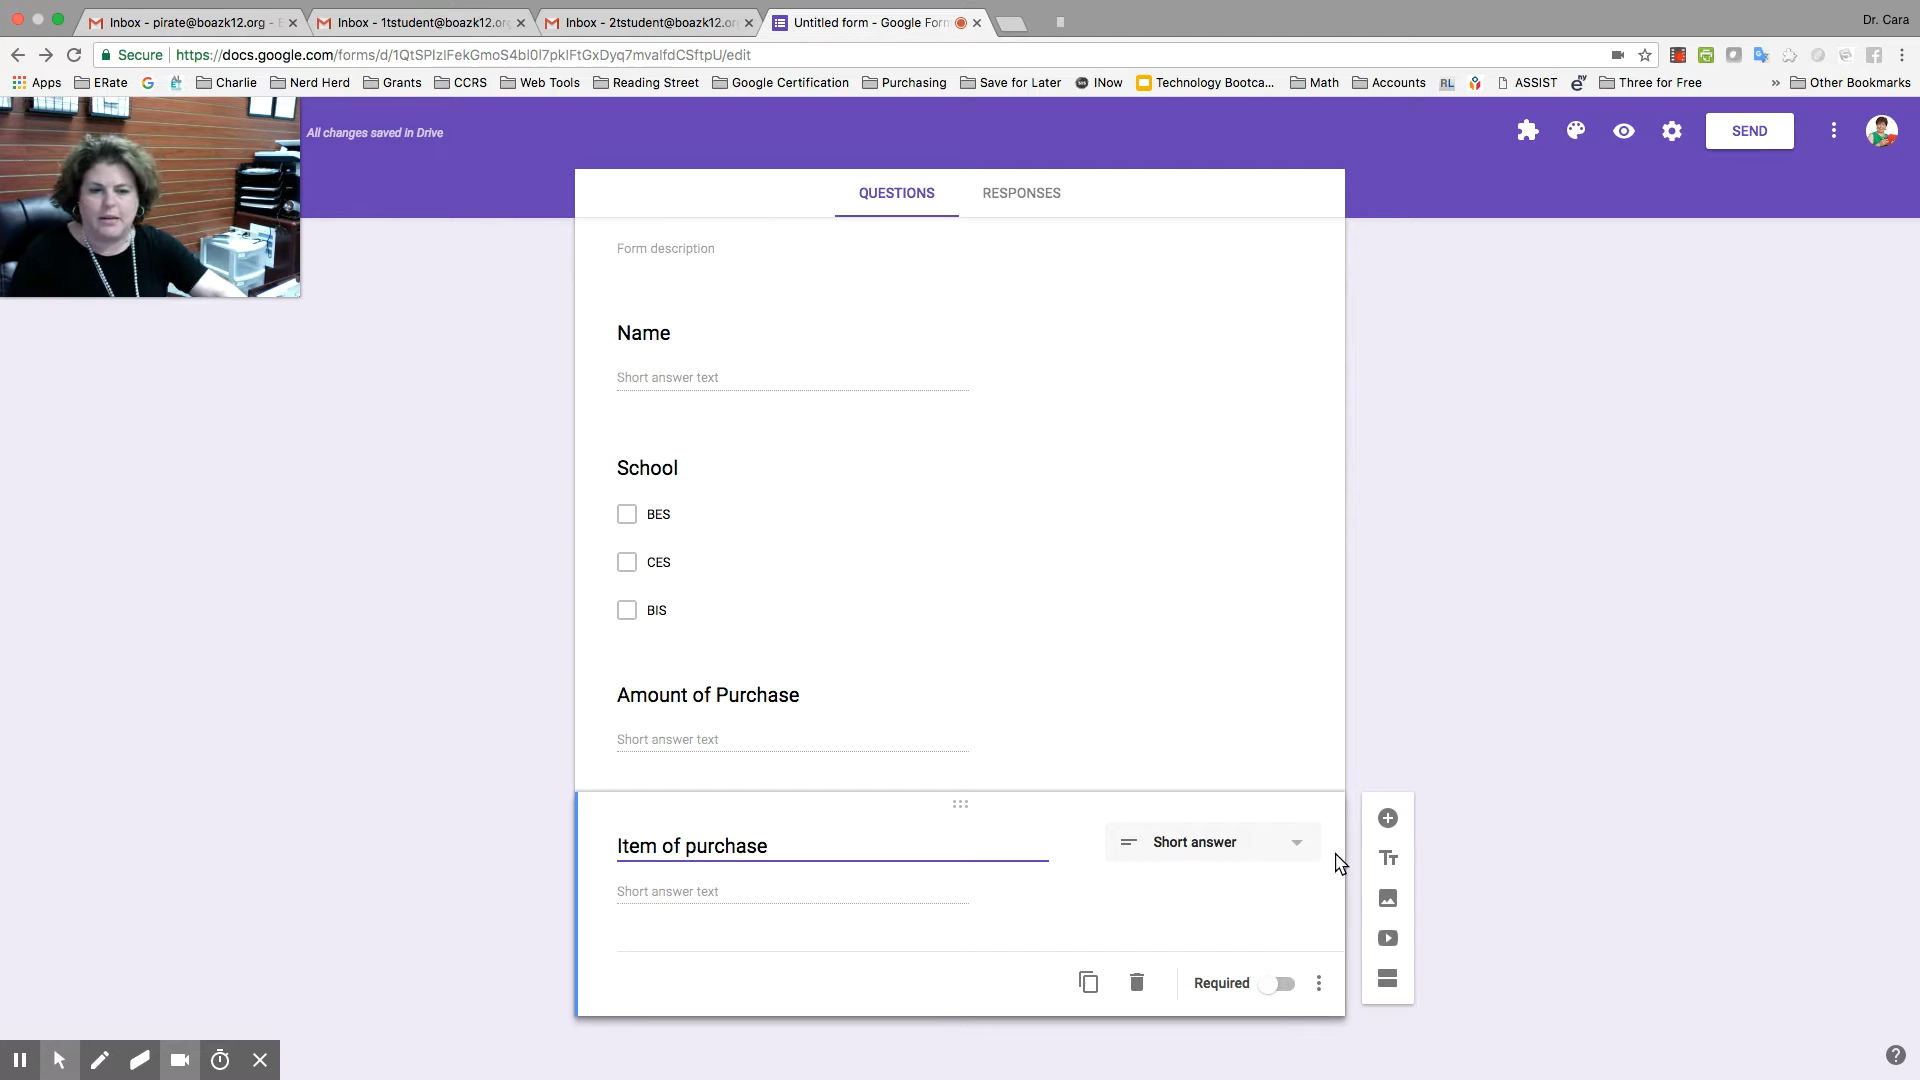 Inbox - pirate@boazk12.org -
Inbox - 1tstudent@boazk12.org
Inbox - 2tstudent@boazk12.or
Untitled form - Google Form
Dr. Cara
Secure
https://docs.google.com/forms/d/1QtSPIzIFekGmoS4bl0I7pkIFtGxDyq7mvaIfdCSftpU/edit
Apps
ERate
Charlie
Nerd Herd
Grants
CCRS
Web Tools
Reading Street
Google Certification
Purchasing
Save for Later
INow
Technology Bootca...
Math
Accounts
RL
ASSIST
Three for Free
»
Other Bookmarks
All changes saved in Drive
SEND
QUESTIONS
RESPONSES
Form description
Name
Short answer text
School
BES
CES
BIS
Amount of Purchase
Short answer text
Item of purchase
Short answer
Short answer text
Required